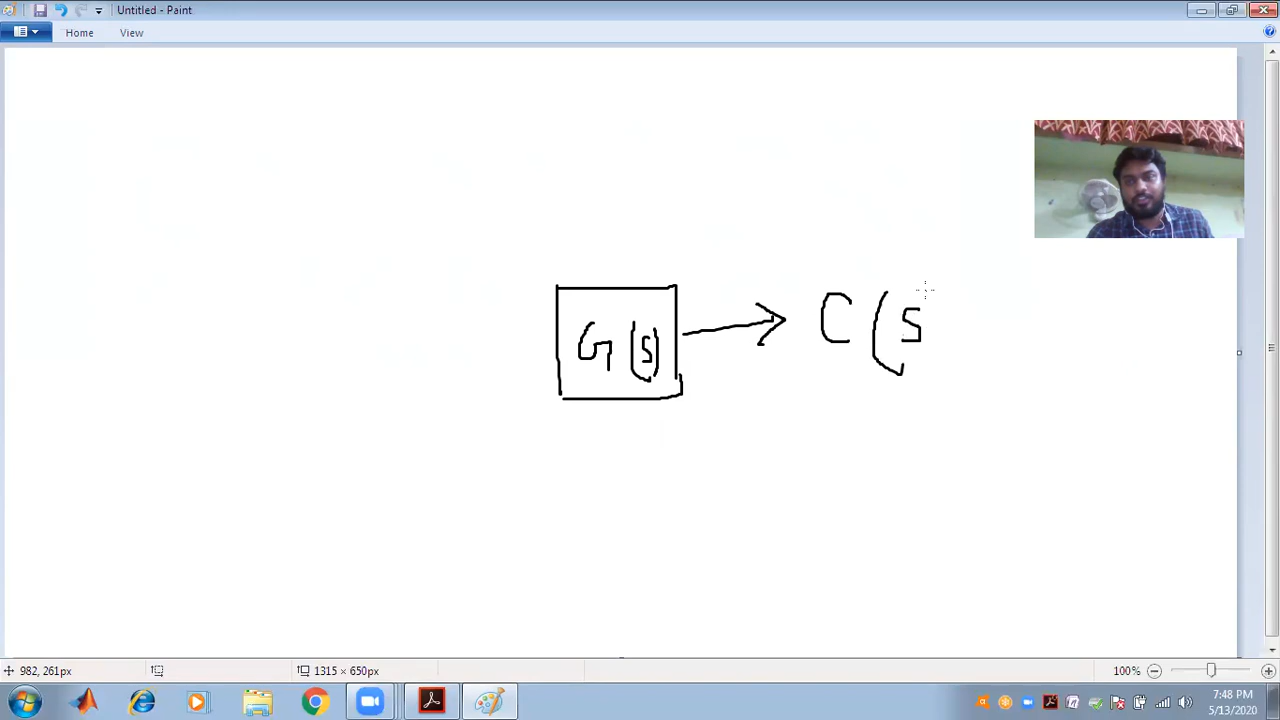 Untitled - Paint
Home View
G(s) C(s
982, 261px
1315 × 650px
100%
7:48 PM
5/13/2020